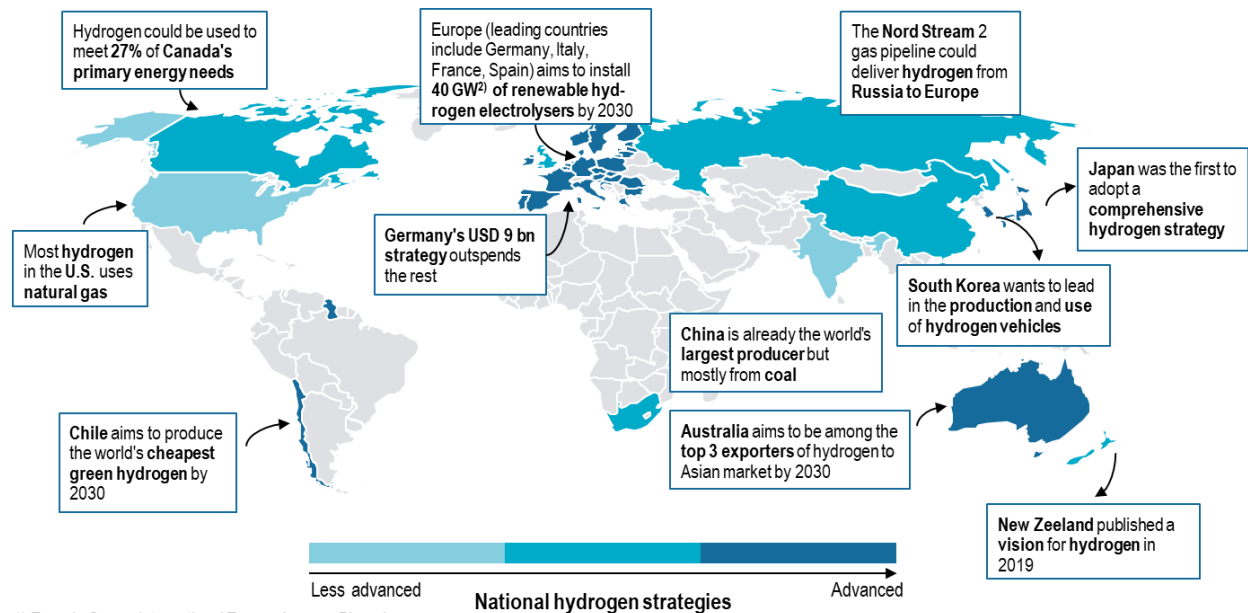 Hydrogen could be used to
meet 27% of Canada's
primary energy needs
Europe (leading countries
include Germany, Italy,
France, Spain) aims to install
40 GW2) of renewable hyd-
rogen electrolysers by 2030
The Nord Stream 2
gas pipeline could
deliver hydrogen from
Russia to Europe
Japan was the first to
adopt a
comprehensive
hydrogen strategy
Most hydrogen
in the U.S. uses
natural gas
Germany's USD 9 bn
strategy outspends
the rest
South Korea wants to lead
in the production and use
of hydrogen vehicles
China is already the world's
largest producer but
mostly from coal
Chile aims to produce
the world's cheapest
green hydrogen by
2030
Australia aims to be among the
top 3 exporters of hydrogen to
Asian market by 2030
New Zeeland published a
vision for hydrogen in
2019
Less advanced
Advanced
National hydrogen strategies